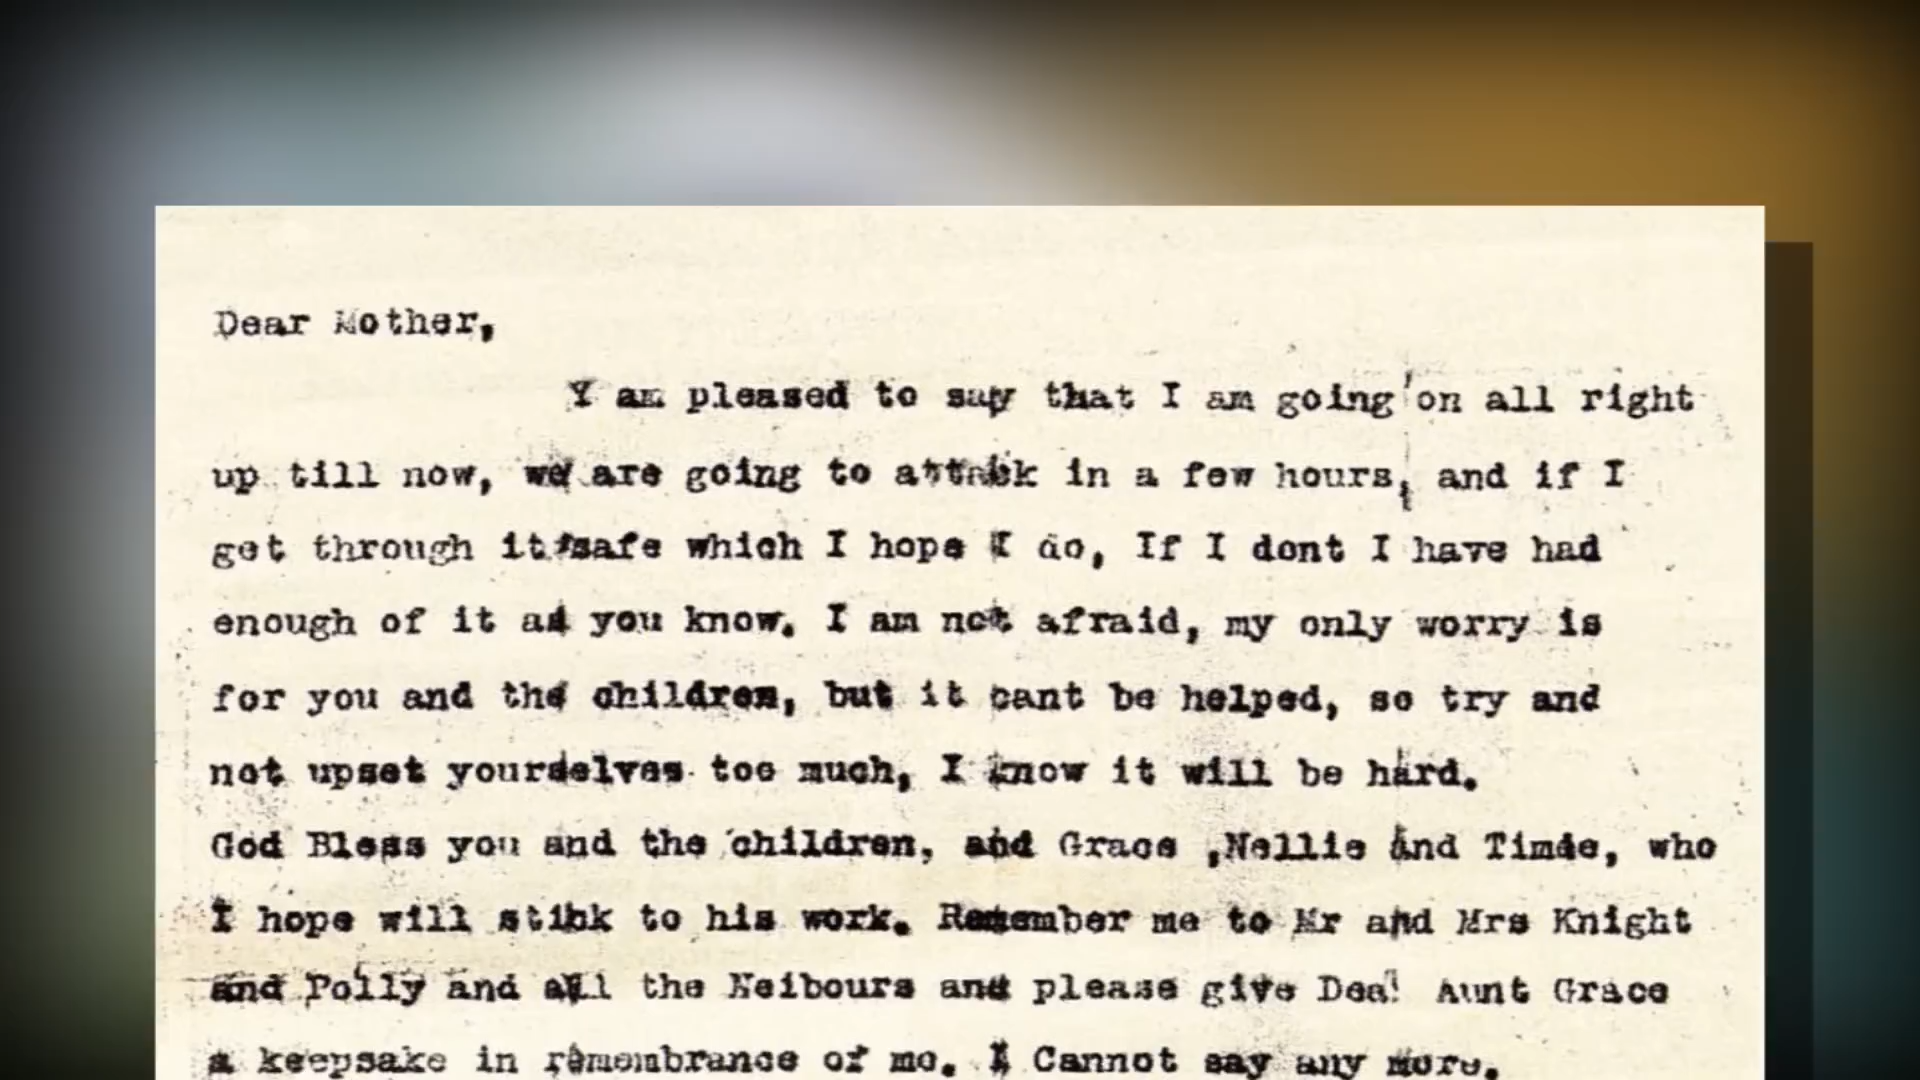 Dear Mother,
Y am pleased to say that I am going on all right
up till now, we are going to attack in a few hours, and if I
get through it safe which I hope I do, If I dont I have had
enough of it as you know. I am not afraid, my only worry is
for you and the children, but it cant be helped, so try and
not upset yourselves too much, I know it will be hard.
God Bless you and the children, and Grace ,Nellie and Timie, who
I hope will stick to his work. Remember me to Mr and Mrs Knight
and Polly and all the Neibours and please give Dear Aunt Grace
a keepsake in remembrance of me. I Cannot say any more.